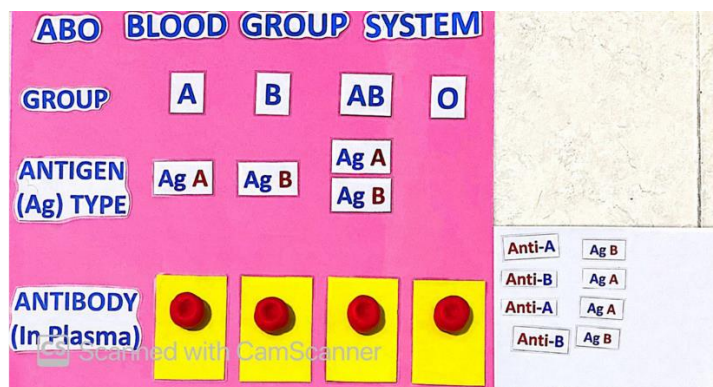 ABO BLOOD GROUP SYSTEM
GROUP A B AB O
ANTIGEN
(Ag) TYPE
Ag A Ag B Ag A
Ag B
ANTIBODY
(In Plasma)
CS Scanned with CamScanner
Anti-A Ag B
Anti-B Ag A
Anti-A Ag A
Anti-B Ag B